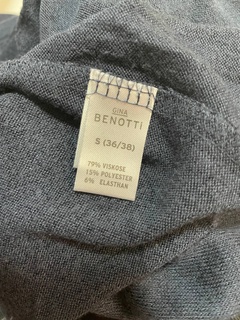 GINA
BENOTTI
S (36/38)
79% VISKOSE
15% POLYESTER
6% ELASTHAN